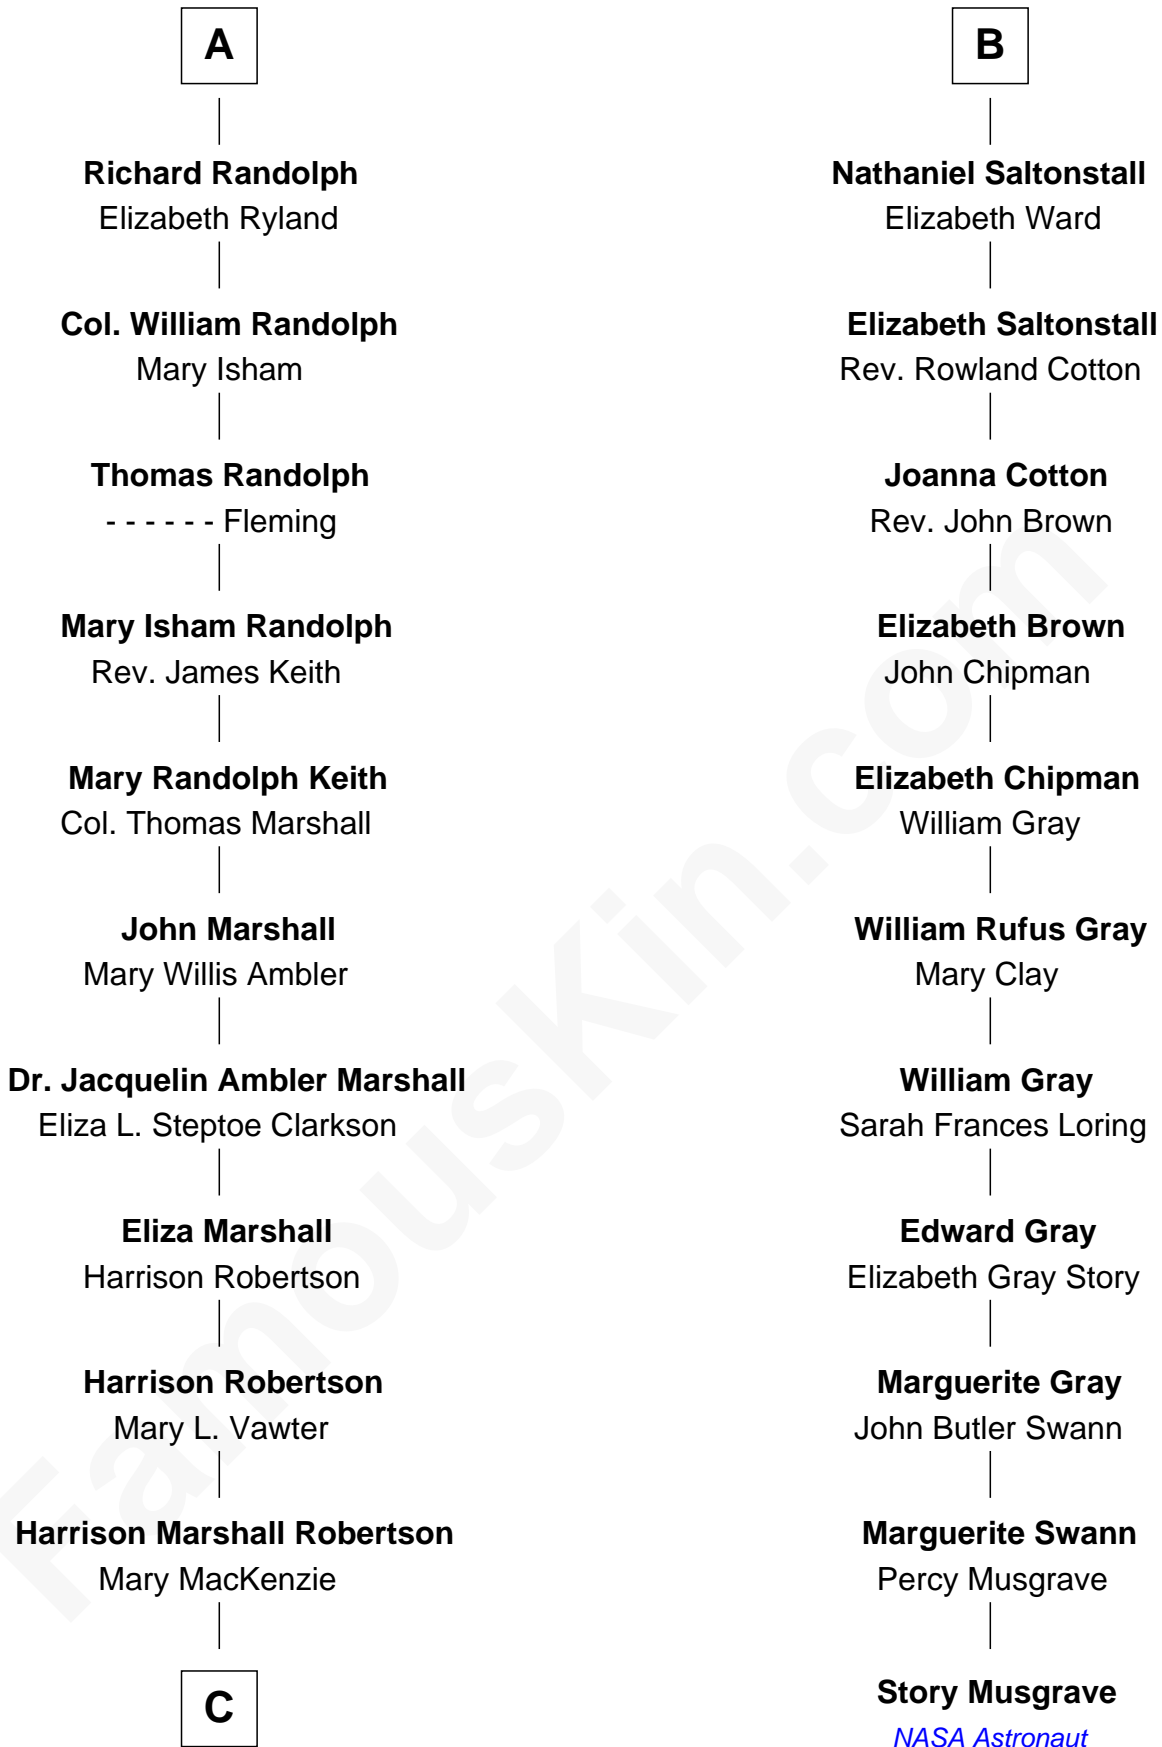 A
Richard Randolph
Elizabeth Ryland
Col. William Randolph
Mary Isham
Thomas Randolph
- - - - - - Fleming
Mary Isham Randolph
Rev. James Keith
Mary Randolph Keith
Col. Thomas Marshall
John Marshall
Mary Willis Ambler
Dr. Jacquelin Ambler Marshall
Eliza L. Steptoe Clarkson
Eliza Marshall
Harrison Robertson
Harrison Robertson
Mary L. Vawter
Harrison Marshall Robertson
Mary MacKenzie
C
B
Nathaniel Saltonstall
Elizabeth Ward
Elizabeth Saltonstall
Rev. Rowland Cotton
Joanna Cotton
Rev. John Brown
Elizabeth Brown
John Chipman
Elizabeth Chipman
William Gray
William Rufus Gray
Mary Clay
William Gray
Sarah Frances Loring
Edward Gray
Elizabeth Gray Story
Marguerite Gray
John Butler Swann
Marguerite Swann
Percy Musgrave
Story Musgrave
NASA Astronaut
FamousKin.com